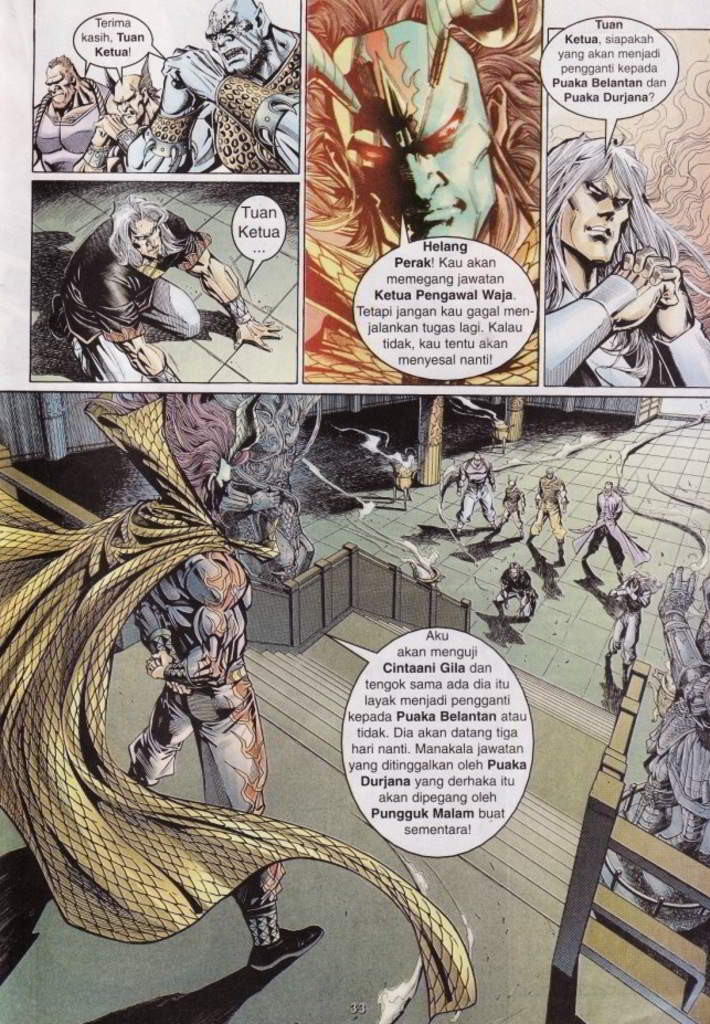 Terima
kasih, Tuan
Ketua!
Tuan
Ketua
...
Helang
Perak! Kau akan
memegang jawatan
Ketua Pengawal Waja.
Tetapi jangan kau gagal men-
jalankan tugas lagi. Kalau
tidak, kau tentu akan
menyesal nanti!
Tuan
Ketua, siapakah
yang akan menjadi
pengganti kepada
Puaka Belantan dan
Puaka Durjana?
Aku
akan menguji
Cintaani Gila dan
tengok sama ada dia itu
layak menjadi pengganti
kepada Puaka Belantan atau
tidak. Dia akan datang tiga
hari nanti. Manakala jawatan
yang ditinggalkan oleh Puaka
Durjana yang derhaka itu
akan dipegang oleh
Pungguk Malam buat
sementara!
33